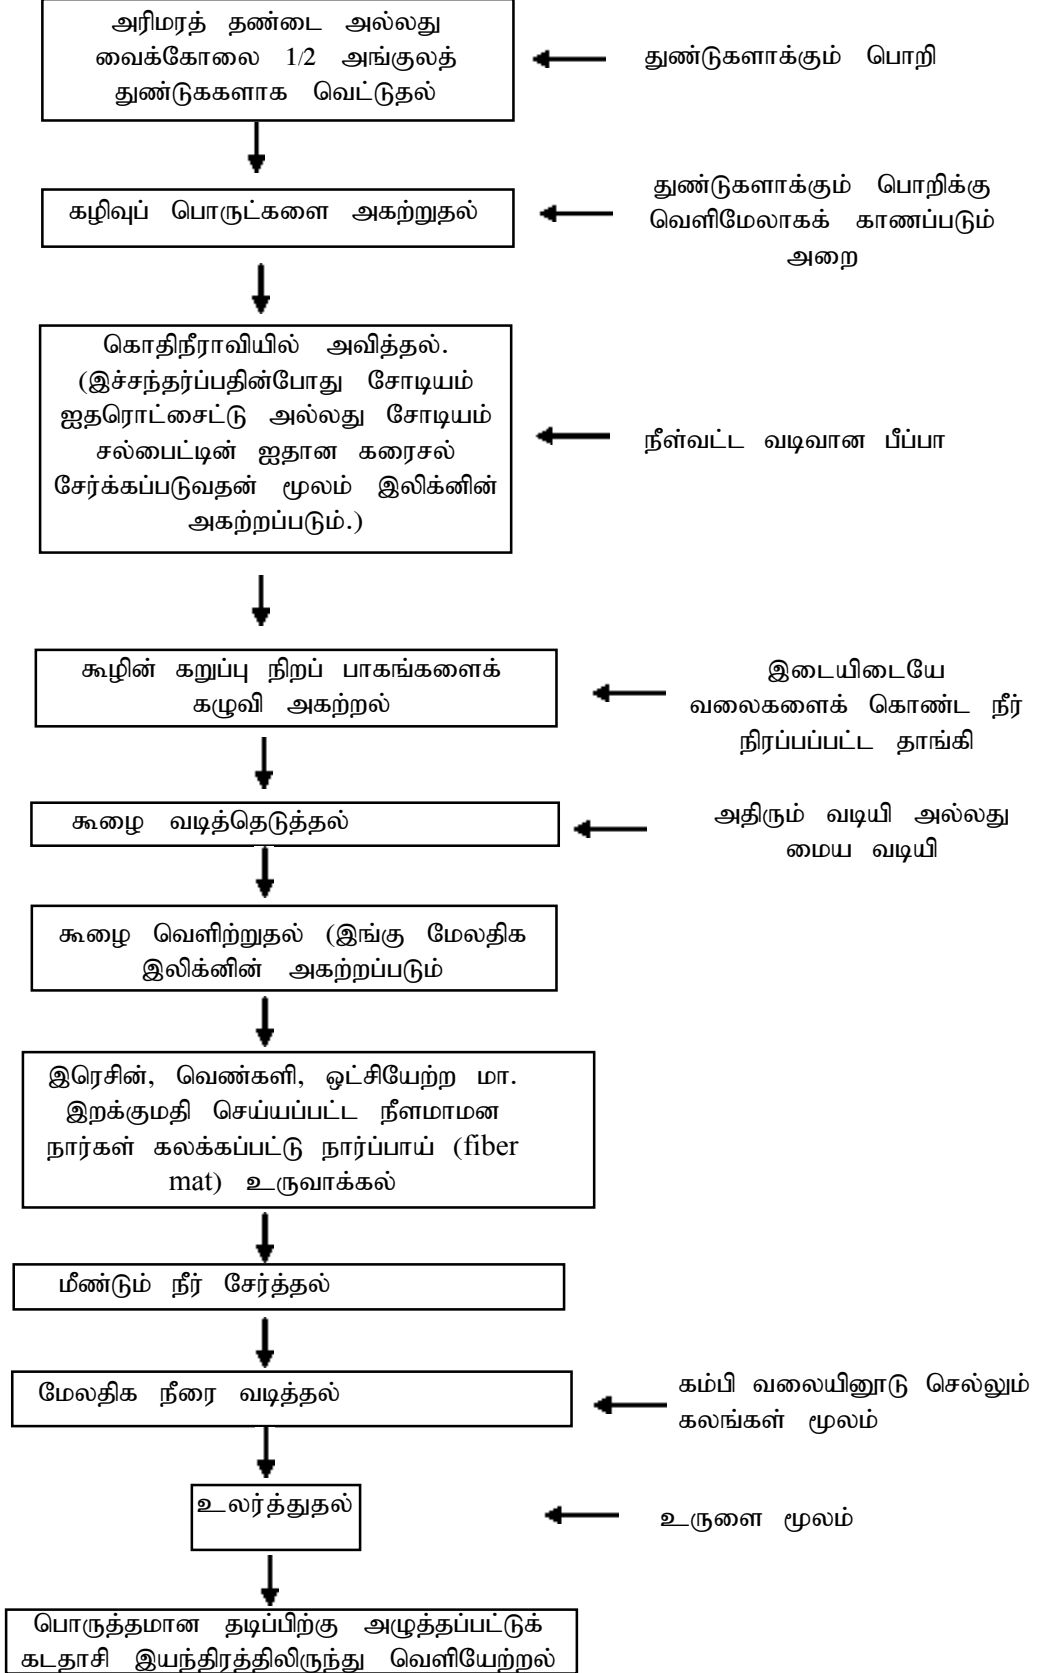 அரிமரத் தண்டை அல்லது
வைக்கோலை 1/2 அங்குலத்
துண்டுககளாக வெட்டுதல்
துண்டுகளாக்கும் பொறி
கழிவுப் பொருட்களை அகற்றுதல்
துண்டுகளாக்கும் பொறிக்கு
வெளிமேலாகக் காணப்படும்
அறை
கொதிநீராவியில் அவித்தல்.
(இச்சந்தர்ப்பதின்போது சோடியம்
ஐதரொட்சைட்டு அல்லது சோடியம்
சல்பைட்டின் ஐதான கரைசல்
சேர்க்கப்படுவதன் மூலம் இலிக்னின்
அகற்றப்படும்.)
நீள்வட்ட வடிவான பீப்பா
கூழின் கறுப்பு நிறப் பாகங்களைக்
கழுவி அகற்றல்
இடையிடையே
வலைகளைக் கொண்ட நீர்
நிரப்பப்பட்ட தாங்கி
கூழை வடித்தெடுத்தல்
அதிரும் வடியி அல்லது
மைய வடியி
கூழை வெளிற்றுதல் (இங்கு மேலதிக
இலிக்னின் அகற்றப்படும்
இரெசின், வெண்களி, ஒட்சியேற்ற மா.
இறக்குமதி செய்யப்பட்ட நீளமாமன
நார்கள் கலக்கப்பட்டு நார்ப்பாய் (fiber
mat) உருவாக்கல்
மீண்டும் நீர் சேர்த்தல்
மேலதிக நீரை வடித்தல்
கம்பி வலையினூடு செல்லும்
கலங்கள் மூலம்
உலர்த்துதல்
உருளை மூலம்
பொருத்தமான தடிப்பிற்கு அழுத்தப்பட்டுக்
கடதாசி இயந்திரத்திலிருந்து வெளியேற்றல்